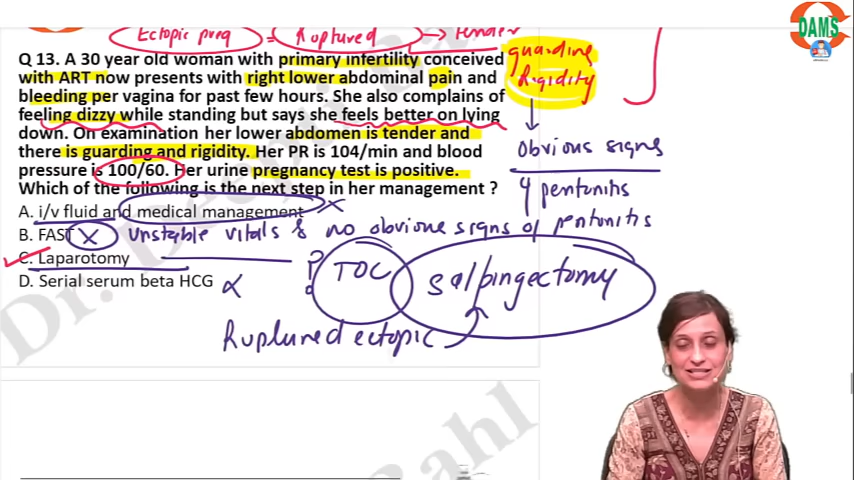 Ectopic preq = Ruptured → Tender
DAMS
guarding
Rigidity
Q 13. A 30 year old woman with primary infertility conceived
with ART now presents with right lower abdominal pain and
bleeding per vagina for past few hours. She also complains of
feeling dizzy while standing but says she feels better on lying
down. On examination her lower abdomen is tender and
there is guarding and rigidity. Her PR is 104/min and blood
pressure is 100/60. Her urine pregnancy test is positive.
Which of the following is the next step in her management ?
obvious signs
peritonitis
A. i/v fluid and medical management x
B. FAST x unstable vitals & no obvious signs of peritonitis
C. Laparotomy
TOC salpingectomy
D. Serial serum beta HCG x
Ruptured ectopic
Dr. Deepti Bahl